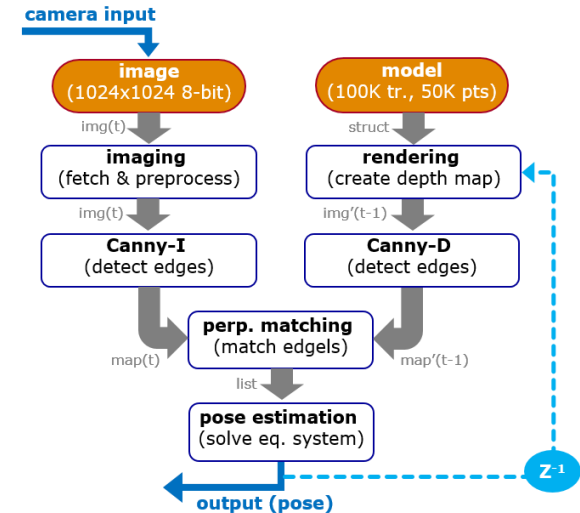 camera input
image
(1024x1024 8-bit)
model
(100K tr., 50K pts)
img(t)
struct
imaging
(fetch & preprocess)
rendering
(create depth map)
img(t)
img’(t-1)
Canny-I
(detect edges)
Canny-D
(detect edges)
perp. matching
(match edgels)
map(t)
map’(t-1)
list
pose estimation
(solve eq. system)
Z⁻¹
output (pose)